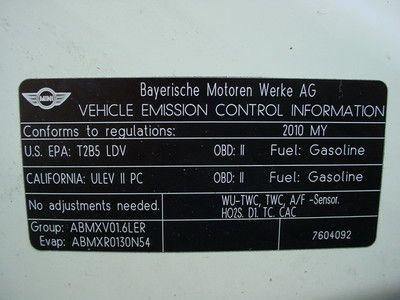 MINI
Bayerische Motoren Werke AG
VEHICLE EMISSION CONTROL INFORMATION
Conforms to regulations: 2010 MY
U.S. EPA: T2B5 LDV OBD: II Fuel: Gasoline
CALIFORNIA: ULEV II PC OBD: II Fuel: Gasoline
No adjustments needed. WU-TWC, TWC, A/F -Sensor,
HO2S, D1, TC, CAC
Group: ABMXV01.6LER
Evap: ABMXR0130N54 7604092